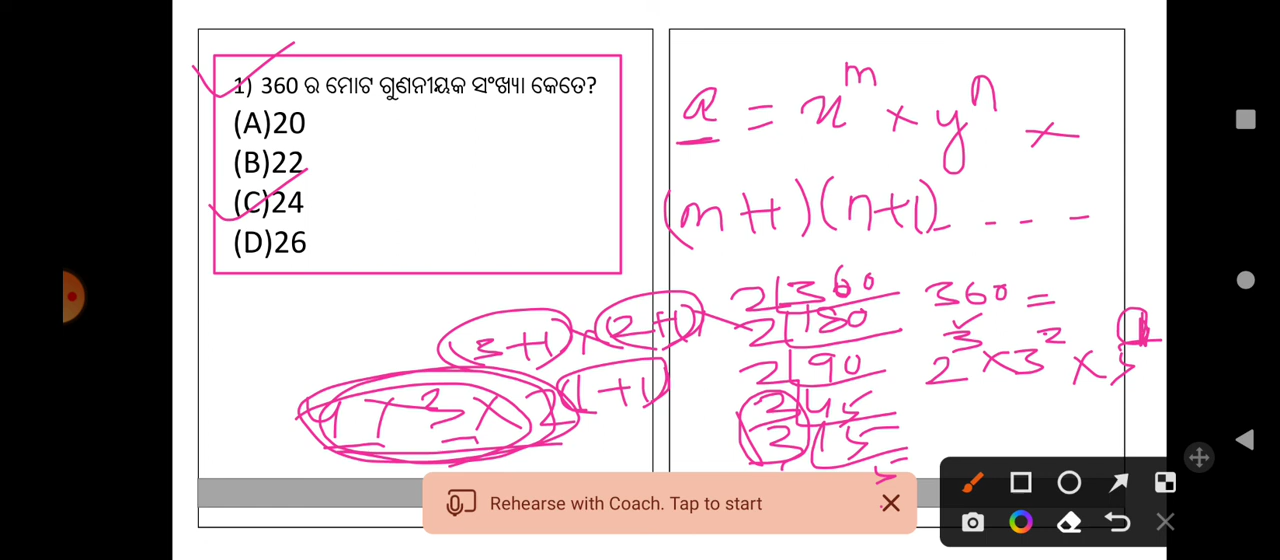 1) 360 ର ମୋଟ ଗୁଣନୀୟକ ସଂଖ୍ୟା କେତେ?
(A)20
(B)22
(C)24
(D)26
a = x^m × y^n ×
(m+1)(n+1) - - -
2|360
2|180
2|90
3|45
3|15
5
360 =
2^3 × 3^2 × 5^1
(3+1) × (2+1) ×
(1+1)
4 × 3 × 2
Rehearse with Coach. Tap to start